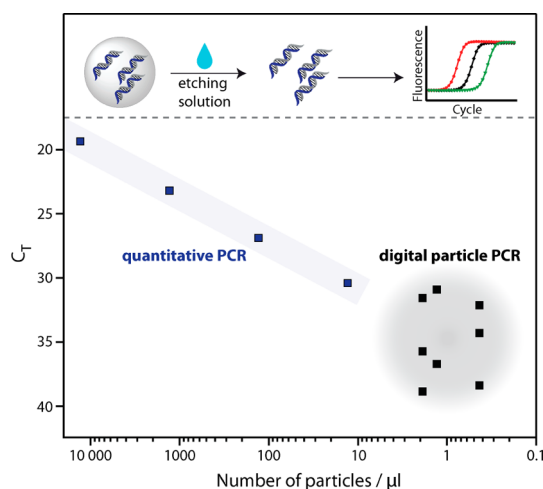 etching
solution
Fluorescence
Cycle
20
25
30
35
40
C_T
quantitative PCR
digital particle PCR
10 000
1000
100
10
1
0.1
Number of particles / µl